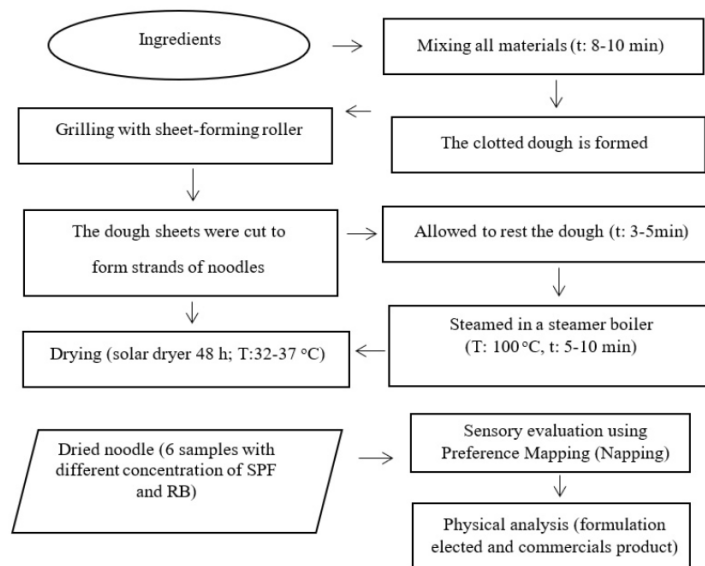 Ingredients
Mixing all materials (t: 8-10 min)
The clotted dough is formed
Grilling with sheet-forming roller
The dough sheets were cut to
form strands of noodles
Allowed to rest the dough (t: 3-5min)
Steamed in a steamer boiler
(T: 100 °C, t: 5-10 min)
Drying (solar dryer 48 h; T:32-37 °C)
Dried noodle (6 samples with
different concentration of SPF
and RB)
Sensory evaluation using
Preference Mapping (Napping)
Physical analysis (formulation
elected and commercials product)